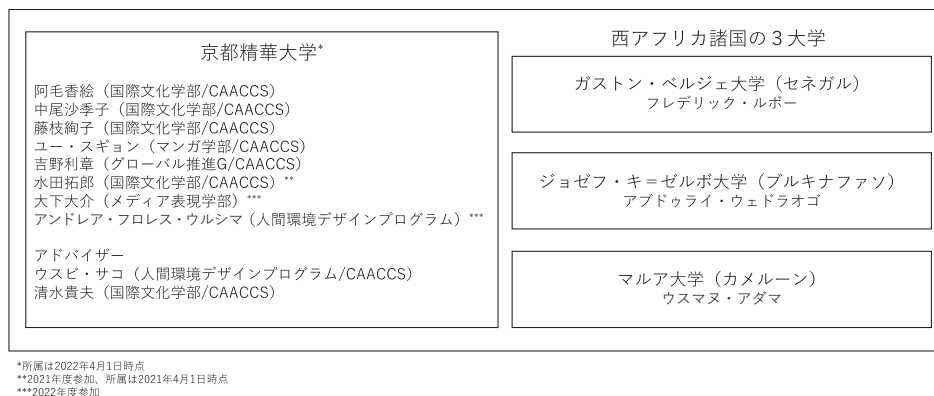 京都精華大学*
阿毛香絵（国際文化学部/CAACCS）
中尾沙季子（国際文化学部/CAACCS）
藤枝絢子（国際文化学部/CAACCS）
ユー・スギョン（マンガ学部/CAACCS）
吉野利章（グローバル推進G/CAACCS）
水田拓郎（国際文化学部/CAACCS）**
大下大介（メディア表現学部）***
アンドレア・フロレス・ウルシマ（人間環境デザインプログラム）***
アドバイザー
ウスビ・サコ（人間環境デザインプログラム/CAACCS）
清水貴夫（国際文化学部/CAACCS）
西アフリカ諸国の３大学
ガストン・ベルジェ大学（セネガル）
フレデリック・ルボー
ジョゼフ・キ＝ゼルボ大学（ブルキナファソ）
アブドゥライ・ウェドラオゴ
マルア大学（カメルーン）
ウスマヌ・アダマ
*所属は2022年4月1日時点
**2021年度参加、所属は2021年4月1日時点
***2022年度参加